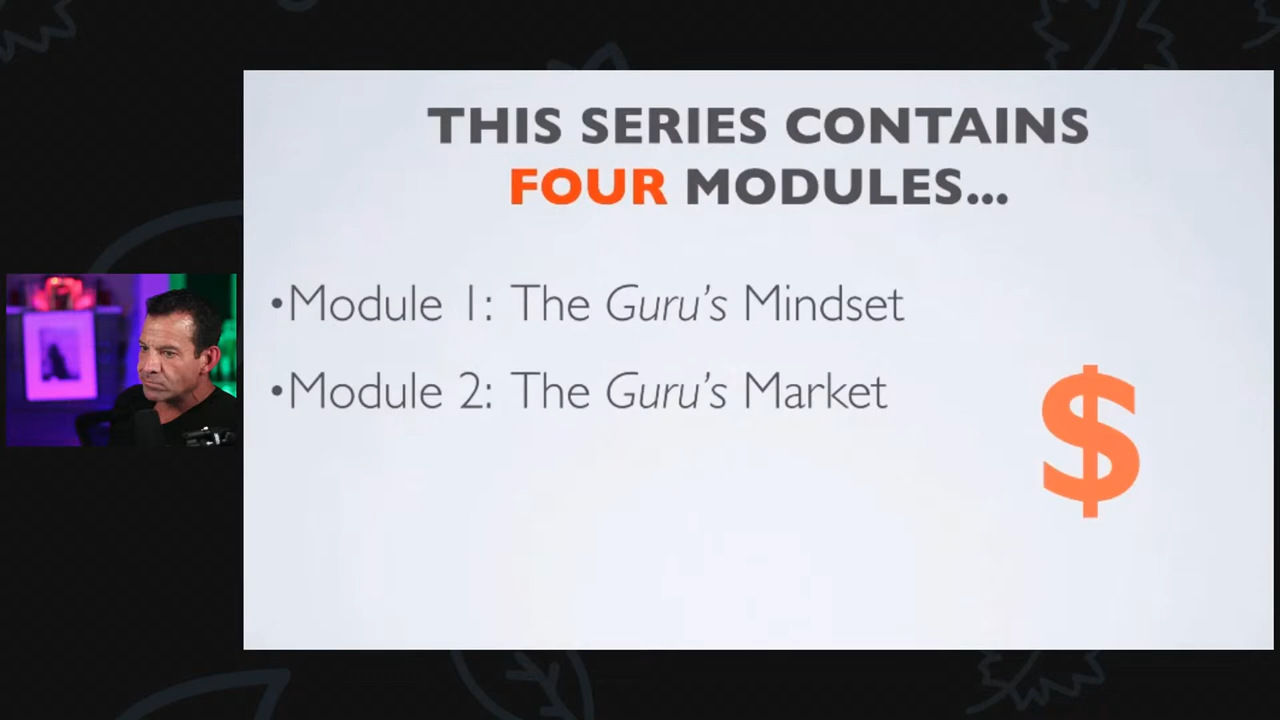 THIS SERIES CONTAINS
FOUR MODULES...
•Module 1: The Guru's Mindset
•Module 2: The Guru's Market
$